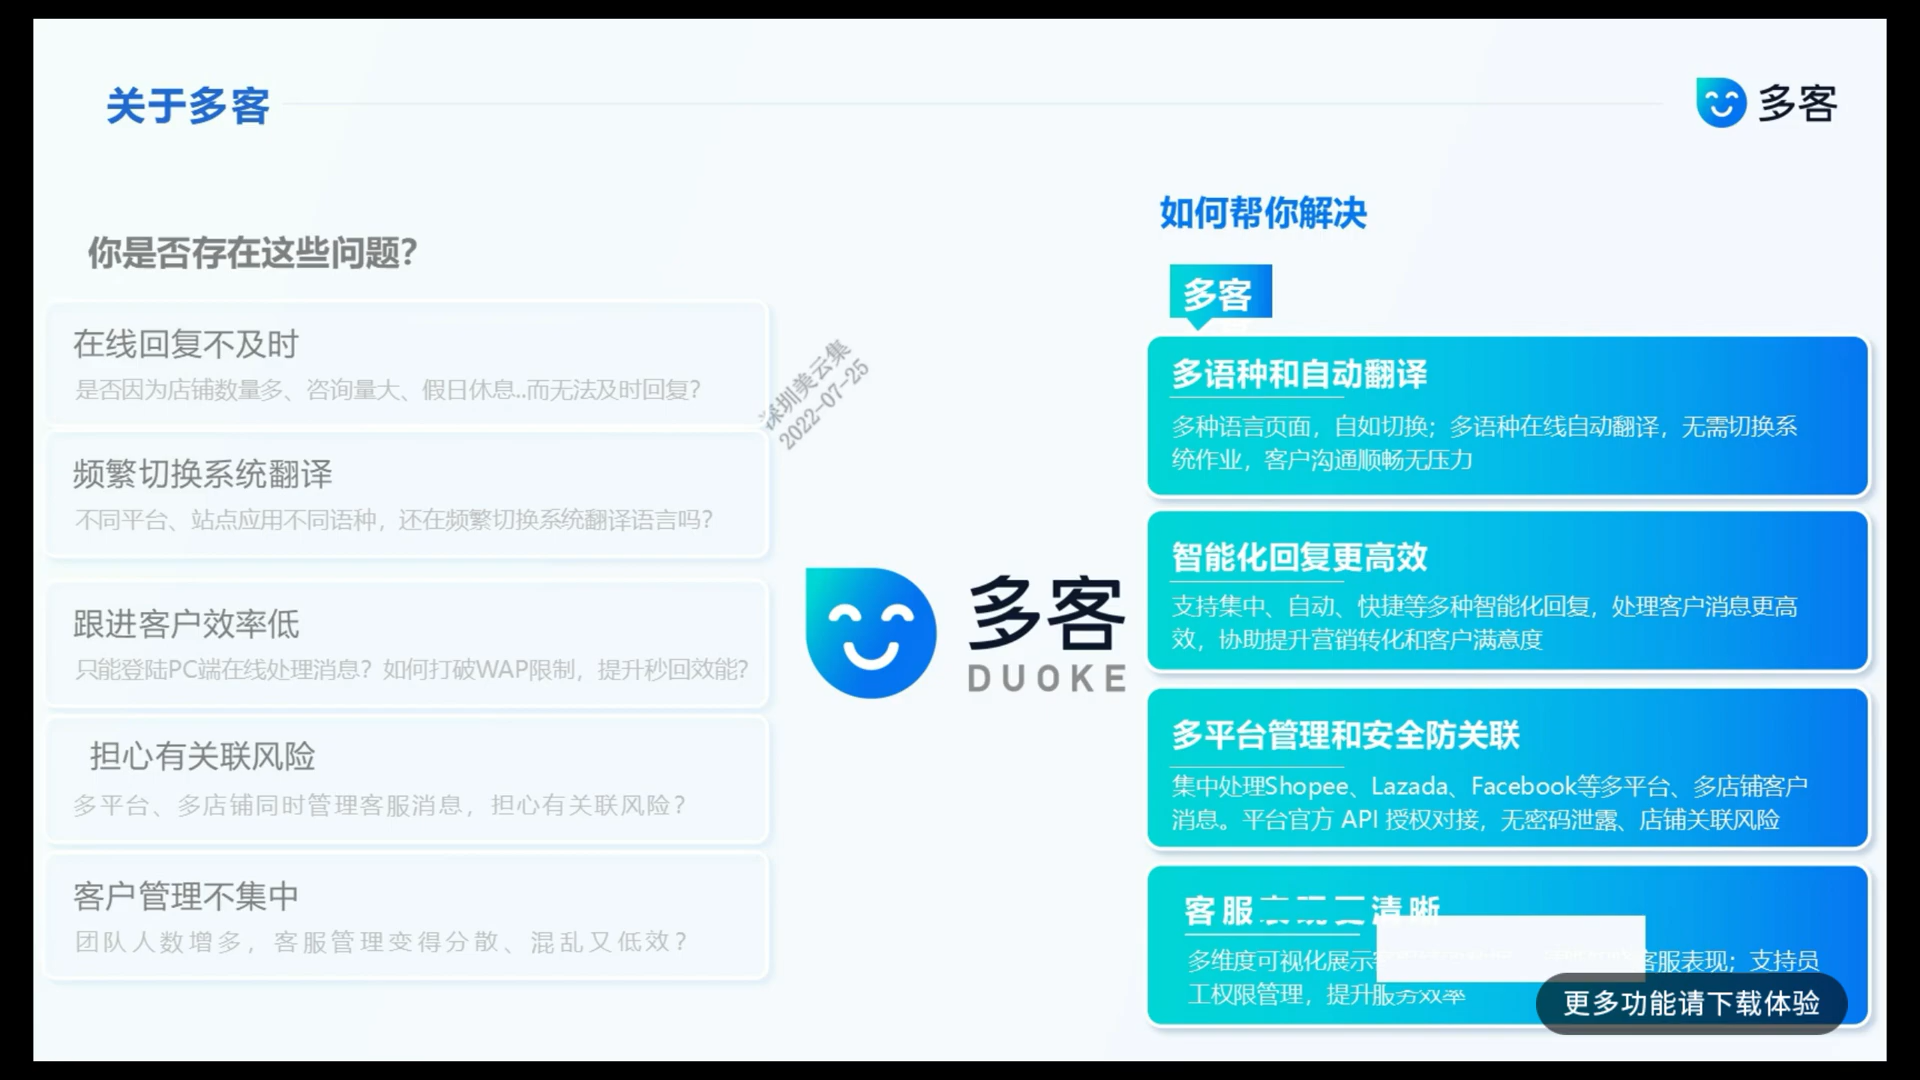 关于多客
多客
你是否存在这些问题?
在线回复不及时
是否因为店铺数量多、咨询量大、假日休息..而无法及时回复?
频繁切换系统翻译
不同平台、站点应用不同语种，还在频繁切换系统翻译语言吗?
跟进客户效率低
只能登陆PC端在线处理消息？如何打破WAP限制，提升秒回效能?
担心有关联风险
多平台、多店铺同时管理客服消息，担心有关联风险？
客户管理不集中
团队人数增多，客服管理变得分散、混乱又低效？
深圳美云集
2022-07-25
多客
DUOKE
如何帮你解决
多客
多语种和自动翻译
多种语言页面，自如切换；多语种在线自动翻译，无需切换系
统作业，客户沟通顺畅无压力
智能化回复更高效
支持集中、自动、快捷等多种智能化回复，处理客户消息更高
效，协助提升营销转化和客户满意度
多平台管理和安全防关联
集中处理Shopee、Lazada、Facebook等多平台、多店铺客户
消息。平台官方 API 授权对接，无密码泄露、店铺关联风险
客服表现更清晰
多维度可视化展示 客服表现；支持员
工权限管理，提升服务效率
更多功能请下载体验